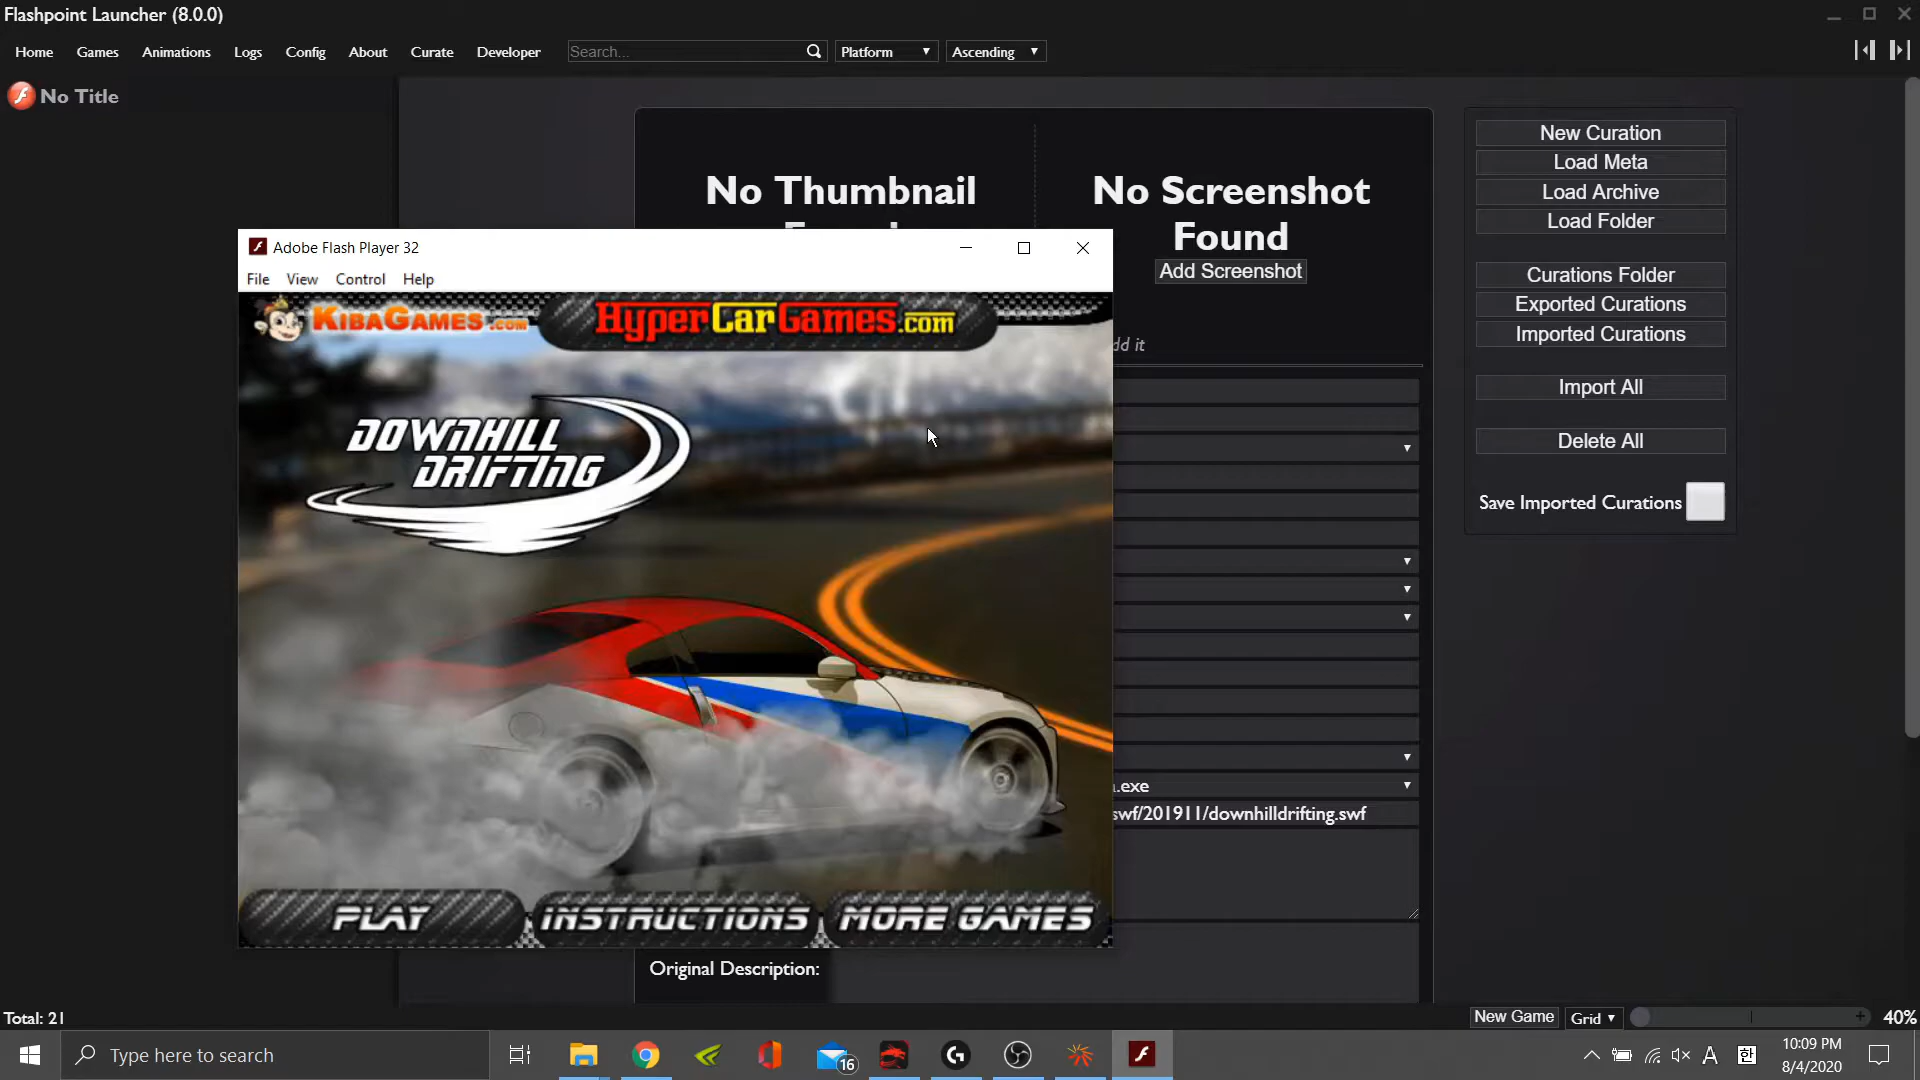 Flashpoint Launcher (8.0.0)
Home Games Animations Logs Config About Curate Developer Search... Platform Ascending
No Title
No Thumbnail
No Screenshot
Found
Add Screenshot
New Curation
Load Meta
Load Archive
Load Folder
Curations Folder
Exported Curations
Imported Curations
Import All
Delete All
Save Imported Curations
Adobe Flash Player 32
File View Control Help
KIBAGAMES.com
HyperCarGames.com
DOWNHILL
DRIFTING
PLAY INSTRUCTIONS MORE GAMES
dd it
.exe
swf/201911/downhilldrifting.swf
Original Description:
Total: 21
New Game Grid 40%
Type here to search
16
A 한
10:09 PM
8/4/2020